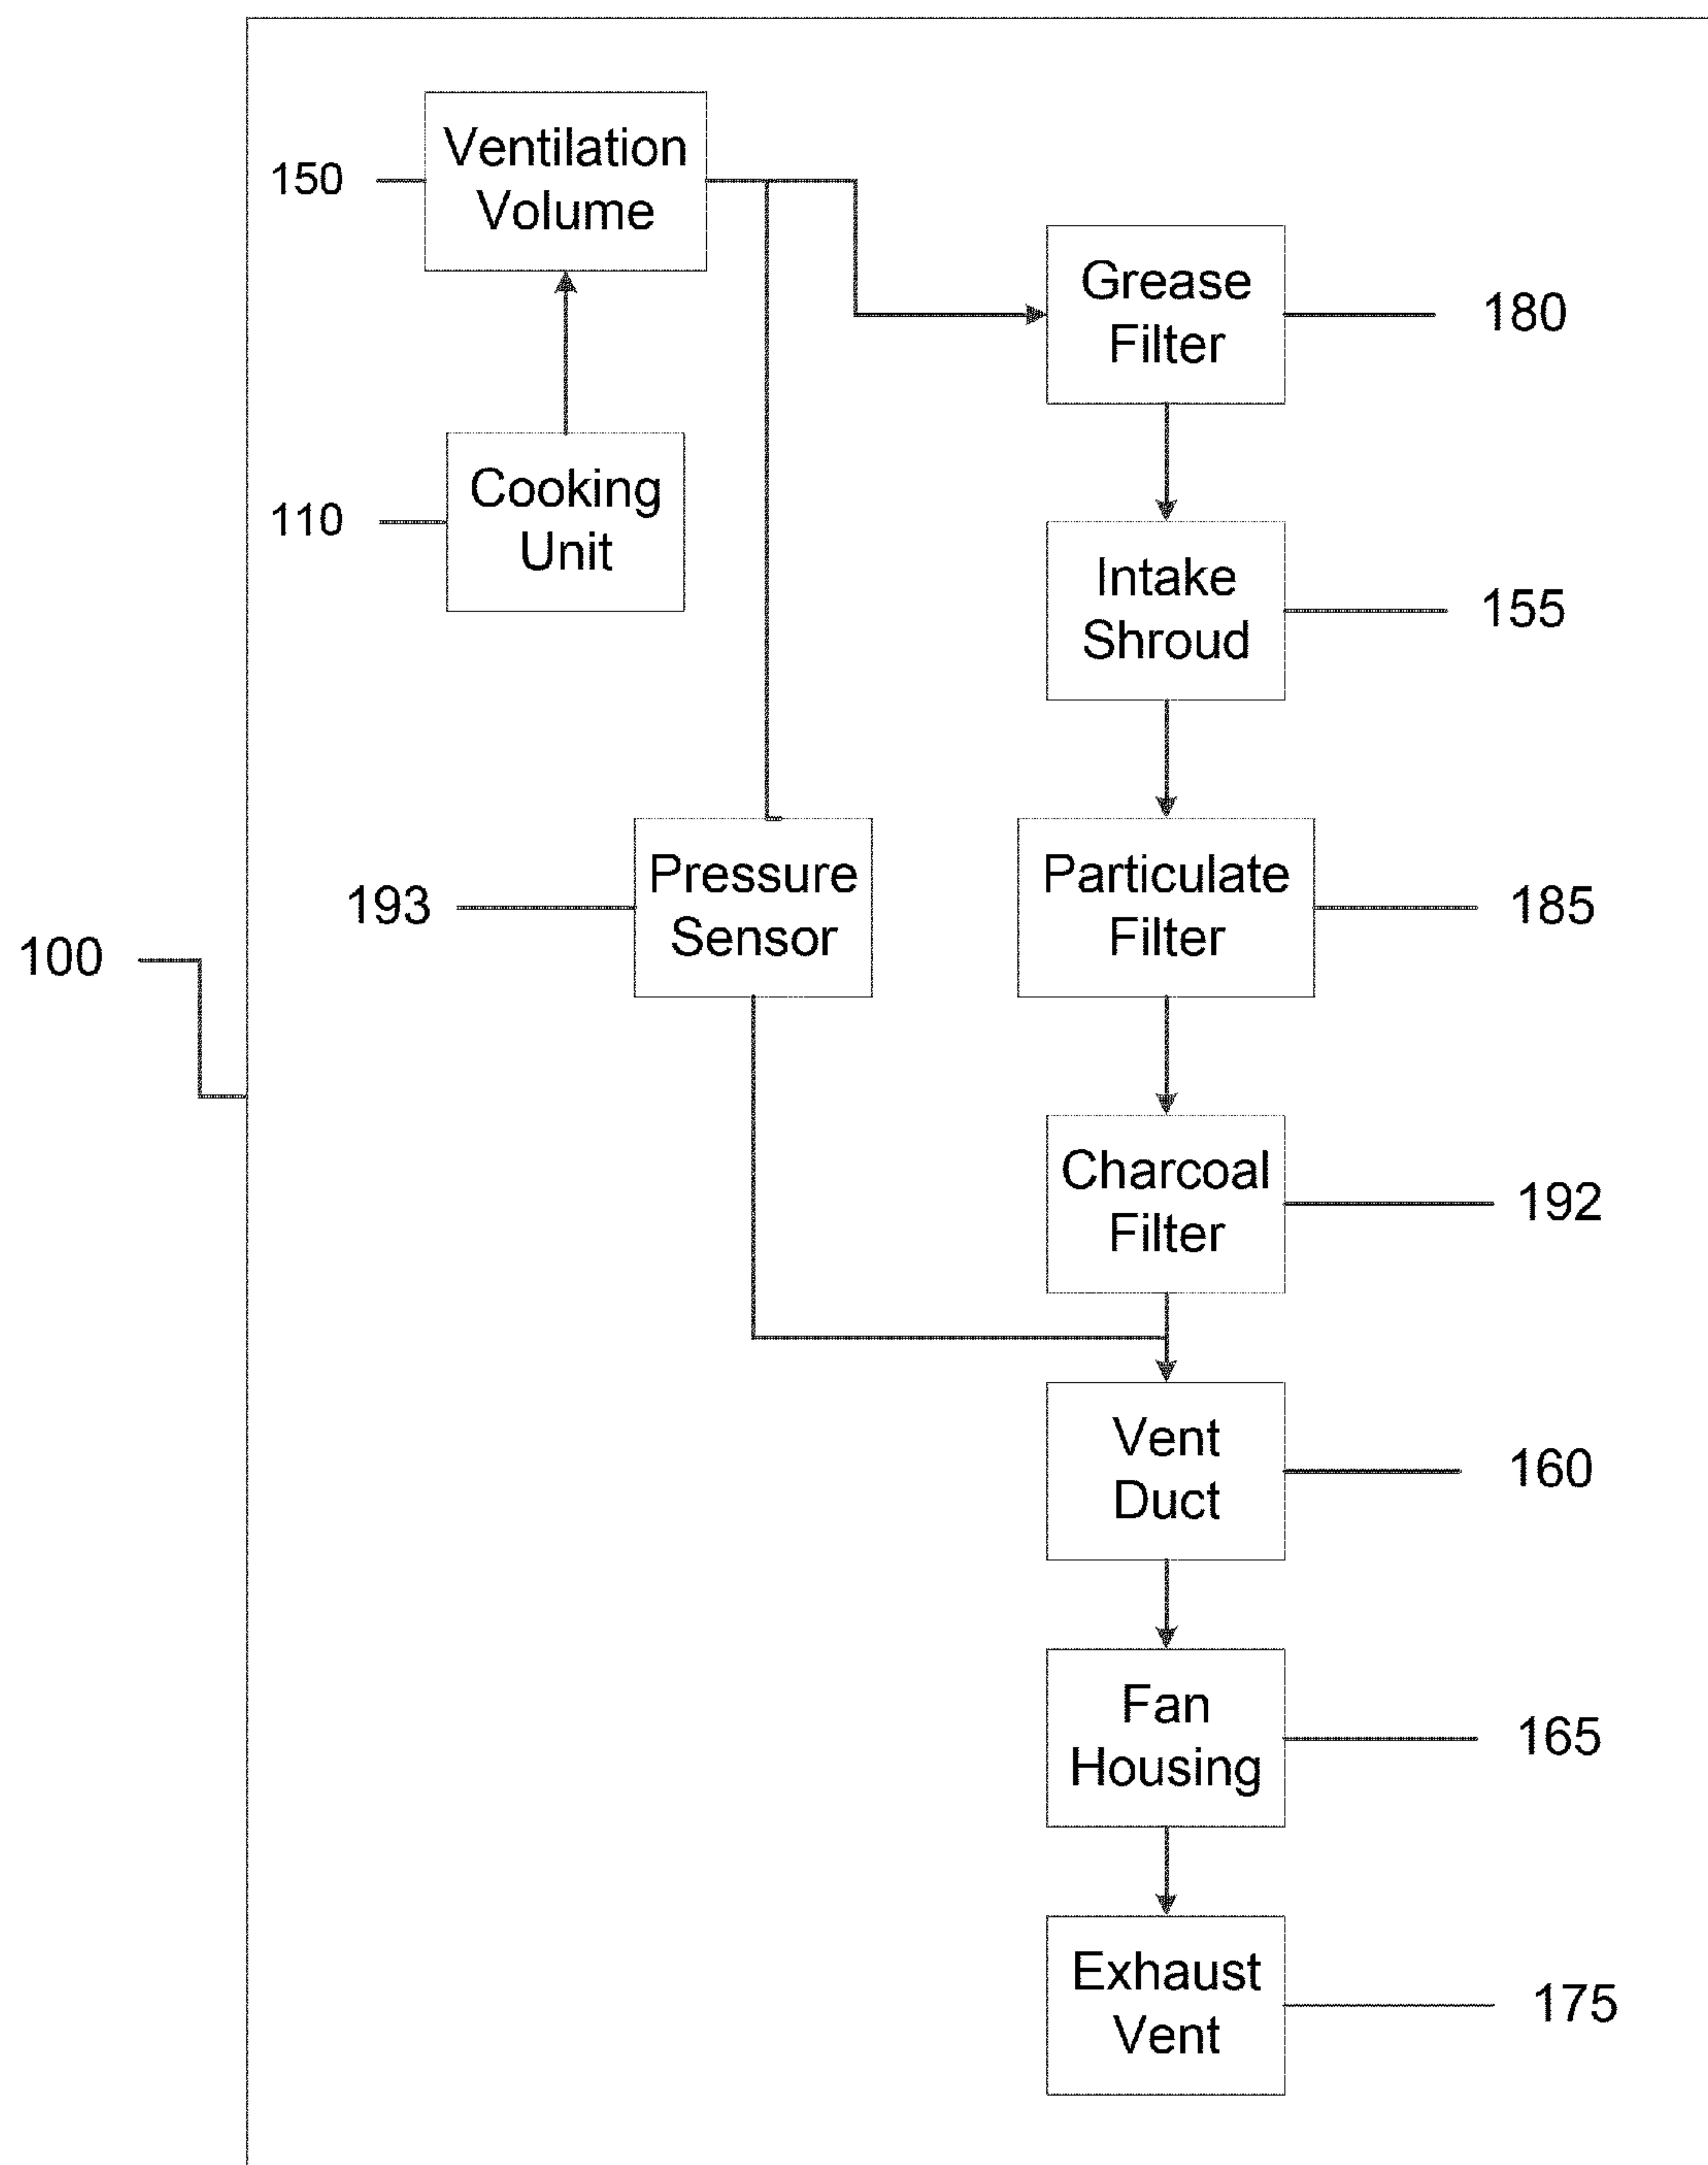 Ventilation
Volume
150
Grease
Filter
180
Cooking
Unit
110
Intake
Shroud
155
Pressure
Sensor
193
Particulate
Filter
185
100
Charcoal
Filter
192
Vent
Duct
160
Fan
Housing
165
Exhaust
Vent
175